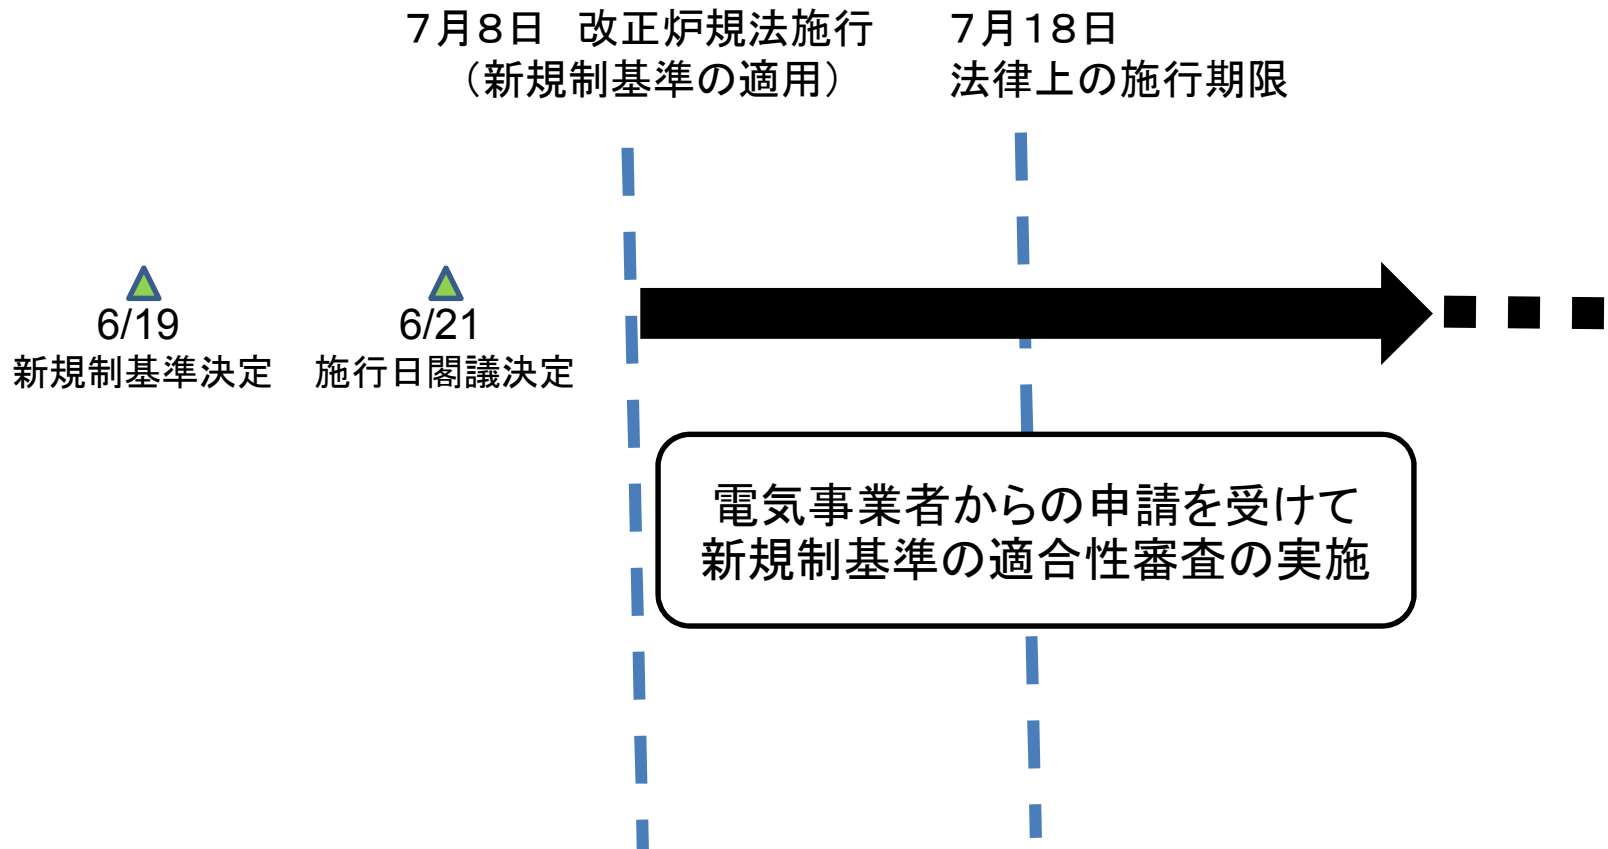 7月8日　改正炉規法施行
（新規制基準の適用）
7月18日
法律上の施行期限
6/19
新規制基準決定
6/21
施行日閣議決定
電気事業者からの申請を受けて
新規制基準の適合性審査の実施